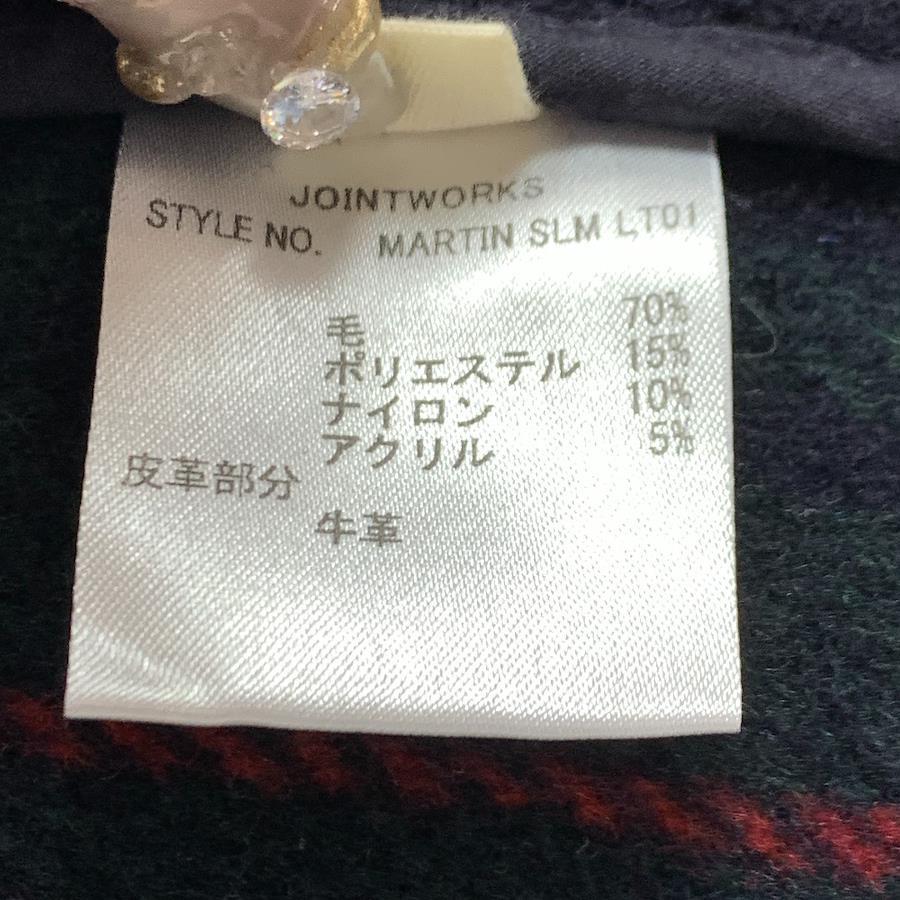 JOINTWORKS
STYLE NO. MARTIN SLM LT01
毛 70%
ポリエステル 15%
ナイロン 10%
アクリル 5%
皮革部分
牛革